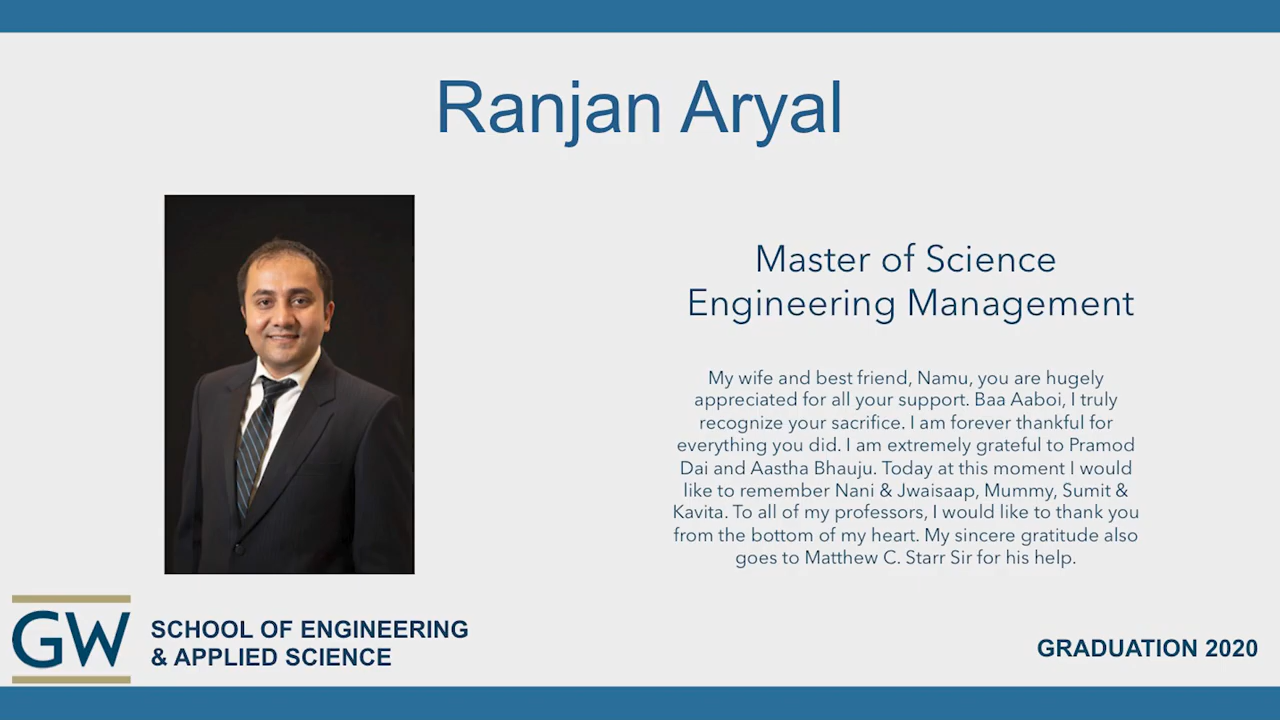 Ranjan Aryal
Master of Science
Engineering Management
My wife and best friend, Namu, you are hugely
appreciated for all your support. Baa Aaboi, I truly
recognize your sacrifice. I am forever thankful for
everything you did. I am extremely grateful to Pramod
Dai and Aastha Bhauju. Today at this moment I would
like to remember Nani & Jwaisaap, Mummy, Sumit &
Kavita. To all of my professors, I would like to thank you
from the bottom of my heart. My sincere gratitude also
goes to Matthew C. Starr Sir for his help.
GW
SCHOOL OF ENGINEERING
& APPLIED SCIENCE
GRADUATION 2020